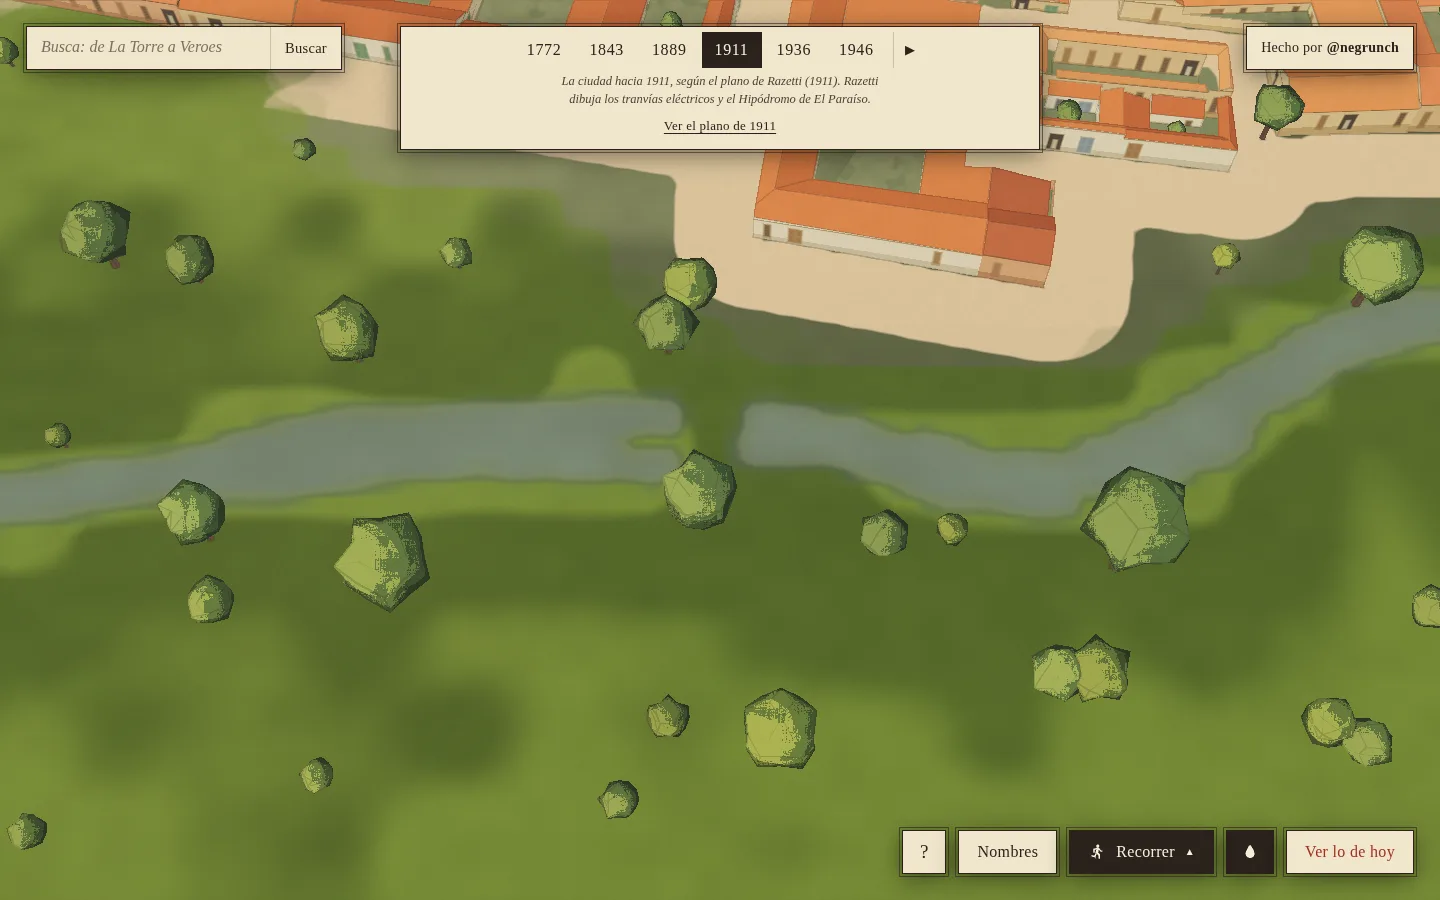 Busca: de La Torre a Veroes
Buscar
1772 1843 1889 1911 1936 1946 ▶
La ciudad hacia 1911, según el plano de Razetti (1911). Razetti
dibuja los tranvías eléctricos y el Hipódromo de El Paraíso.
Ver el plano de 1911
Hecho por @negrunch
? Nombres Recorrer ▲ Ver lo de hoy